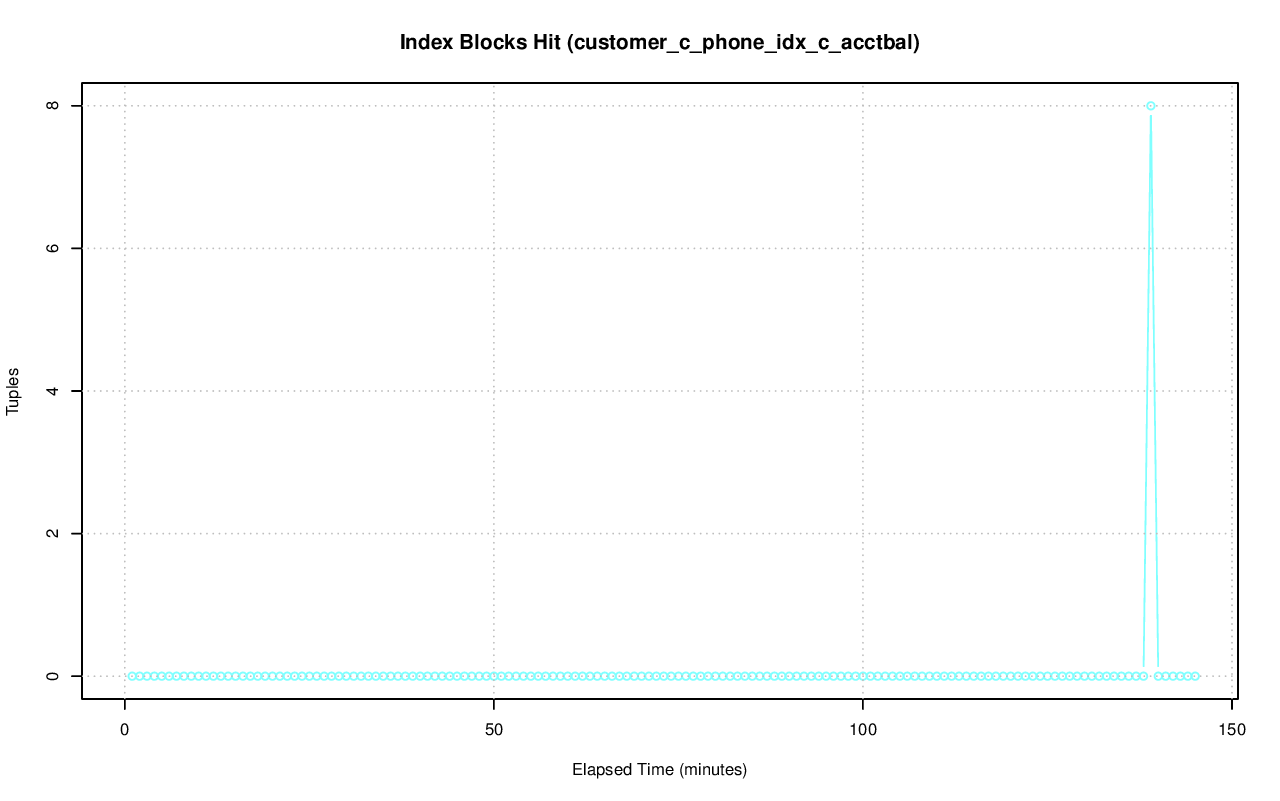 Index Blocks Hit (customer_c_phone_idx_c_acctbal)
8
6
4
2
0
Tuples
0 50 100 150
Elapsed Time (minutes)